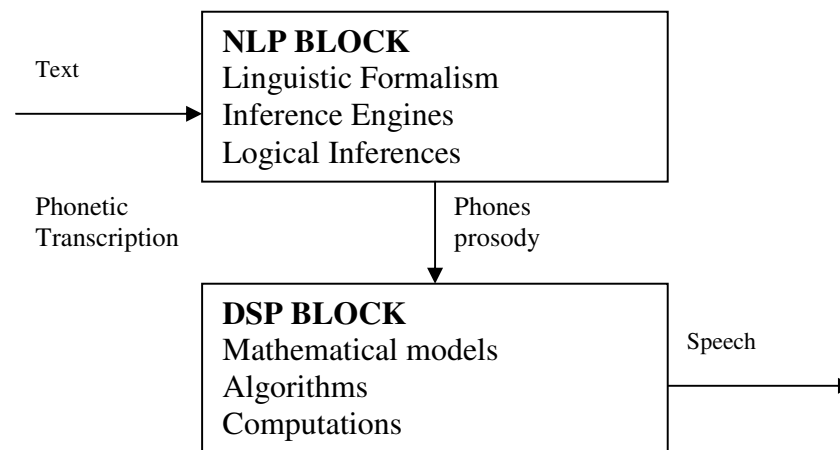 Text
NLP BLOCK
Linguistic Formalism
Inference Engines
Logical Inferences
Phonetic
Transcription
Phones
prosody
DSP BLOCK
Mathematical models
Algorithms
Computations
Speech